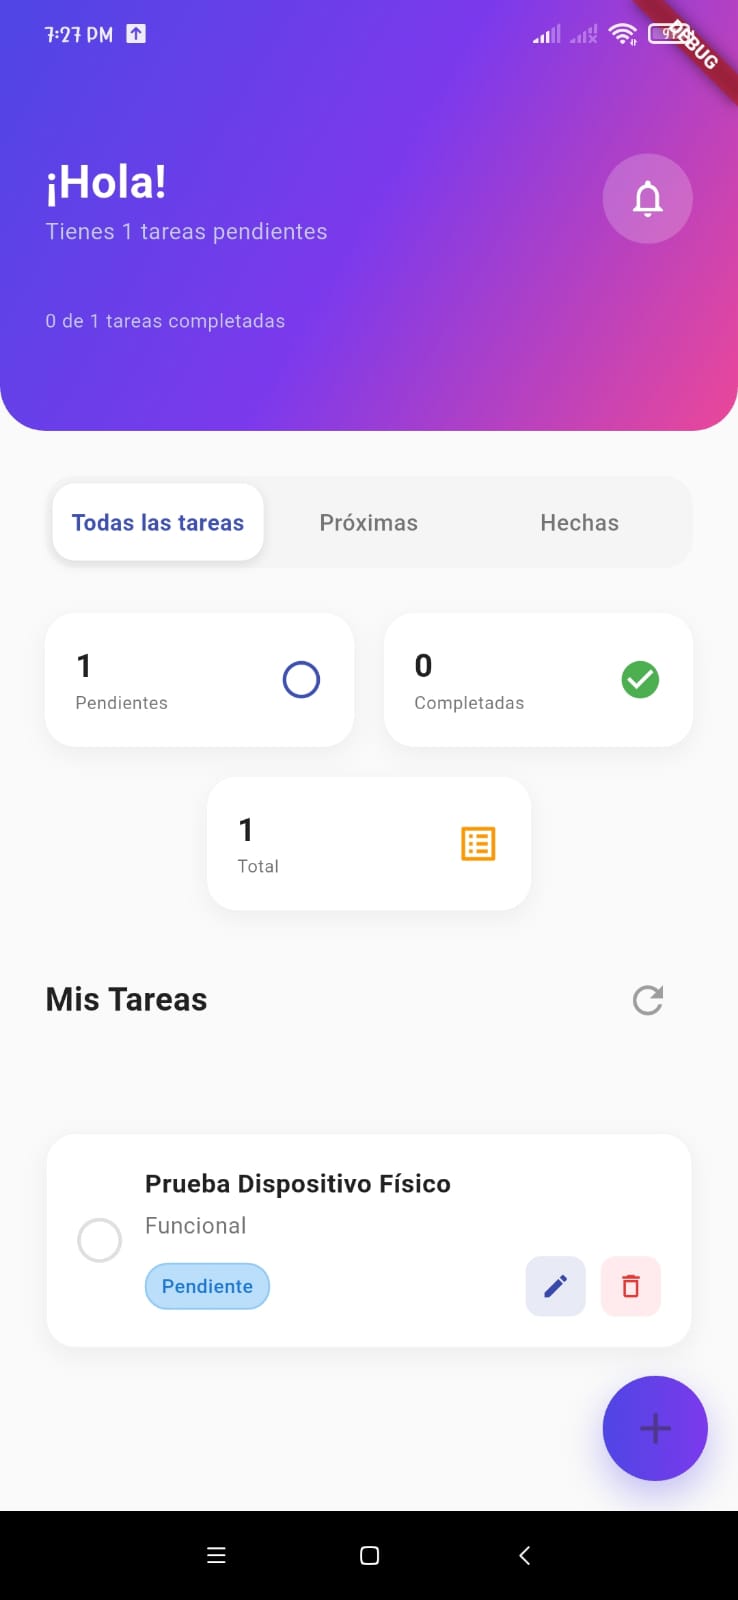 7:27 PM
DEBUG
¡Hola!
Tienes 1 tareas pendientes
0 de 1 tareas completadas
Todas las tareas Próximas Hechas
1
Pendientes
0
Completadas
1
Total
Mis Tareas
Prueba Dispositivo Físico
Funcional
Pendiente